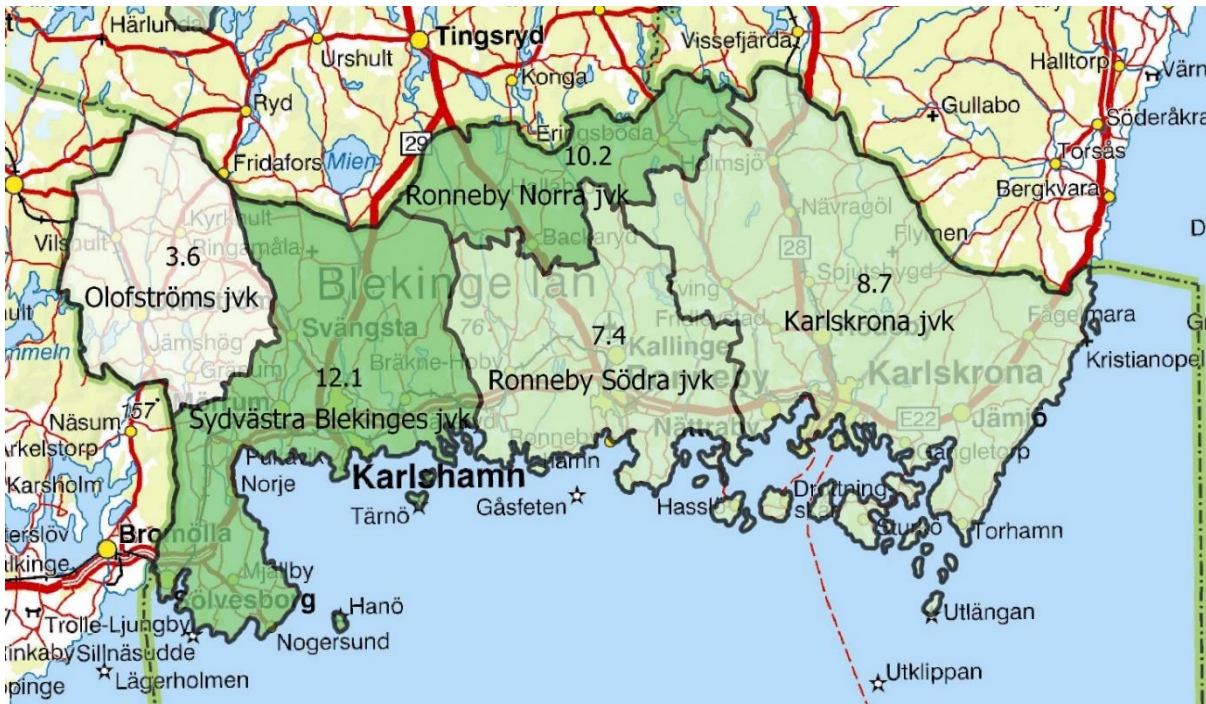 Härlunda
Urshult
Tingsryd
Konga
Vissefjärda
Halltorp
Gullabo
Söderåkra
Torsås
Bergkvara
Ryd
Fridafors
Mien
29
Eringsboda
10.2
Ronneby Norra jvk
Holmsjö
Backaryd
Nävragöl
28
Flymen
Kyrkhult
Ringamåla
3.6
Olofströms jvk
Jämshög
Blekinge län
Svängsta
76
Bräkne-Hoby
12.1
Sydvästra Blekinges jvk
7.4
Kallinge
Ronneby Södra jvk
8.7
Karlskrona jvk
Karlskrona
Kristianopel
E22
Jämjö
Nättraby
Näsum
157
Norje
Karlshamn
Tärnö
Gåsfeten
Hasslö
Sturkö
Torhamn
Karsholm
Bromölla
Mjällby
Sölvesborg
Hanö
Nogersund
Trolle-Ljungby
Sillnäsudde
Lägerholmen
Utlängan
Utklippan